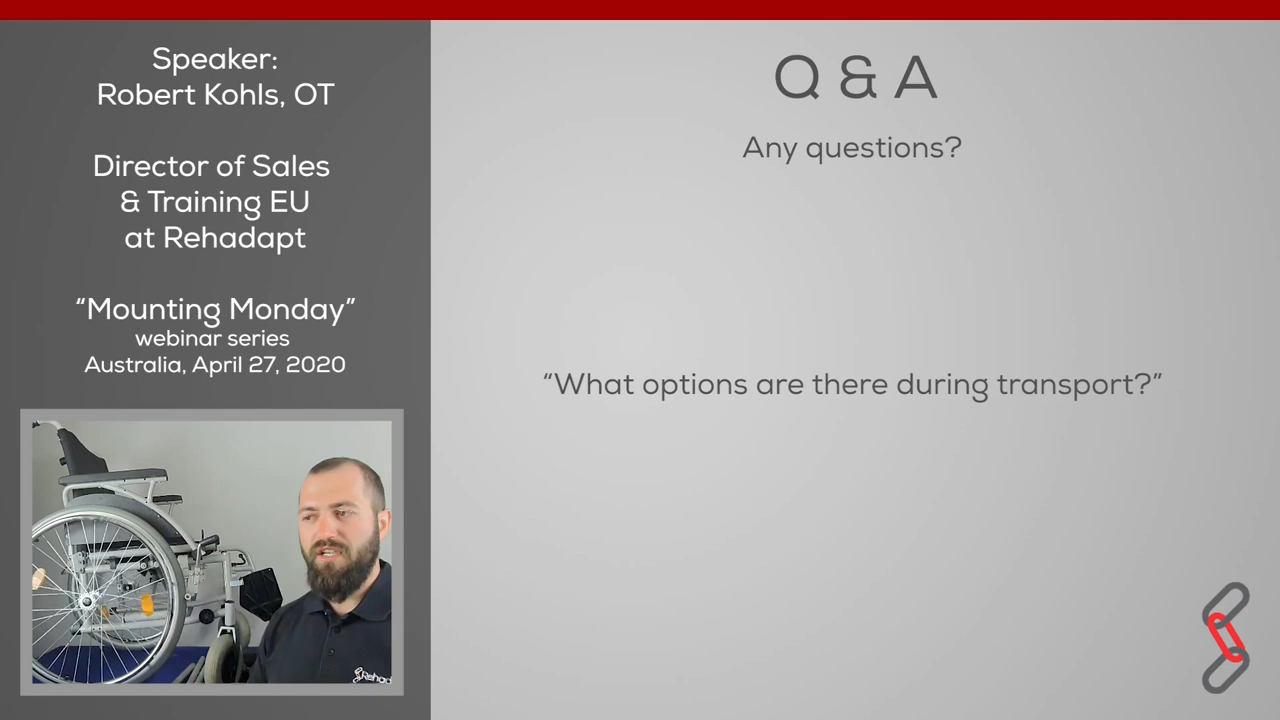 Speaker:
Robert Kohls, OT
Director of Sales
& Training EU
at Rehadapt
“Mounting Monday”
webinar series
Australia, April 27, 2020
Q & A
Any questions?
“What options are there during transport?”